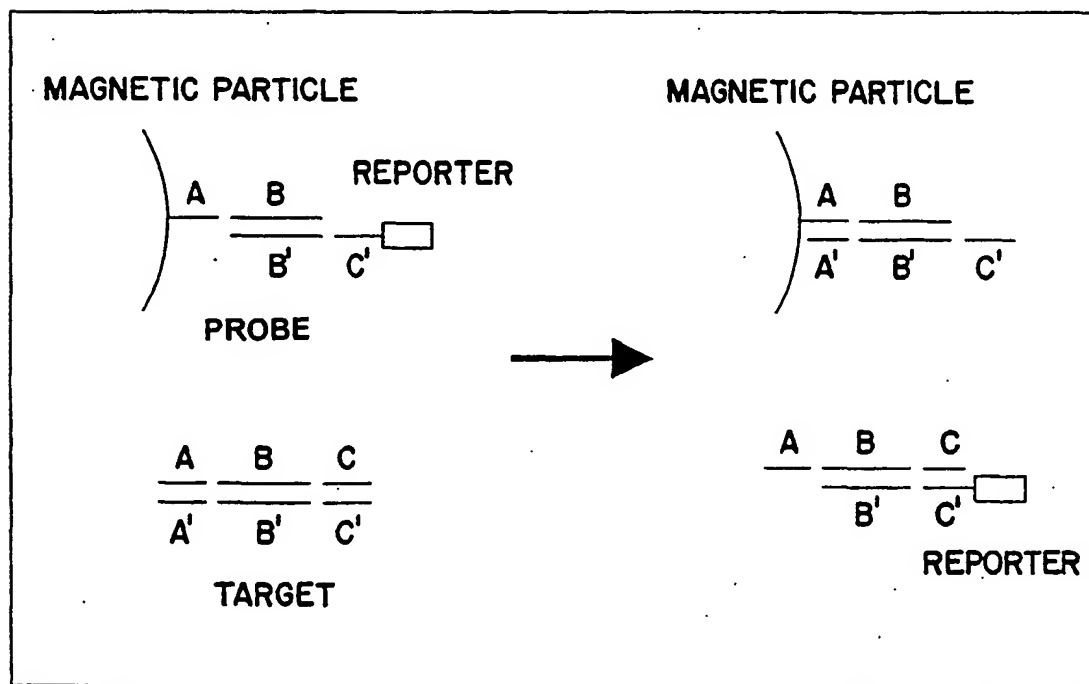 MAGNETIC PARTICLE
A B REPORTER
B' C'
PROBE
A B C
A' B' C'
TARGET
MAGNETIC PARTICLE
A B
A' B' C'
A B C
B' C'
REPORTER